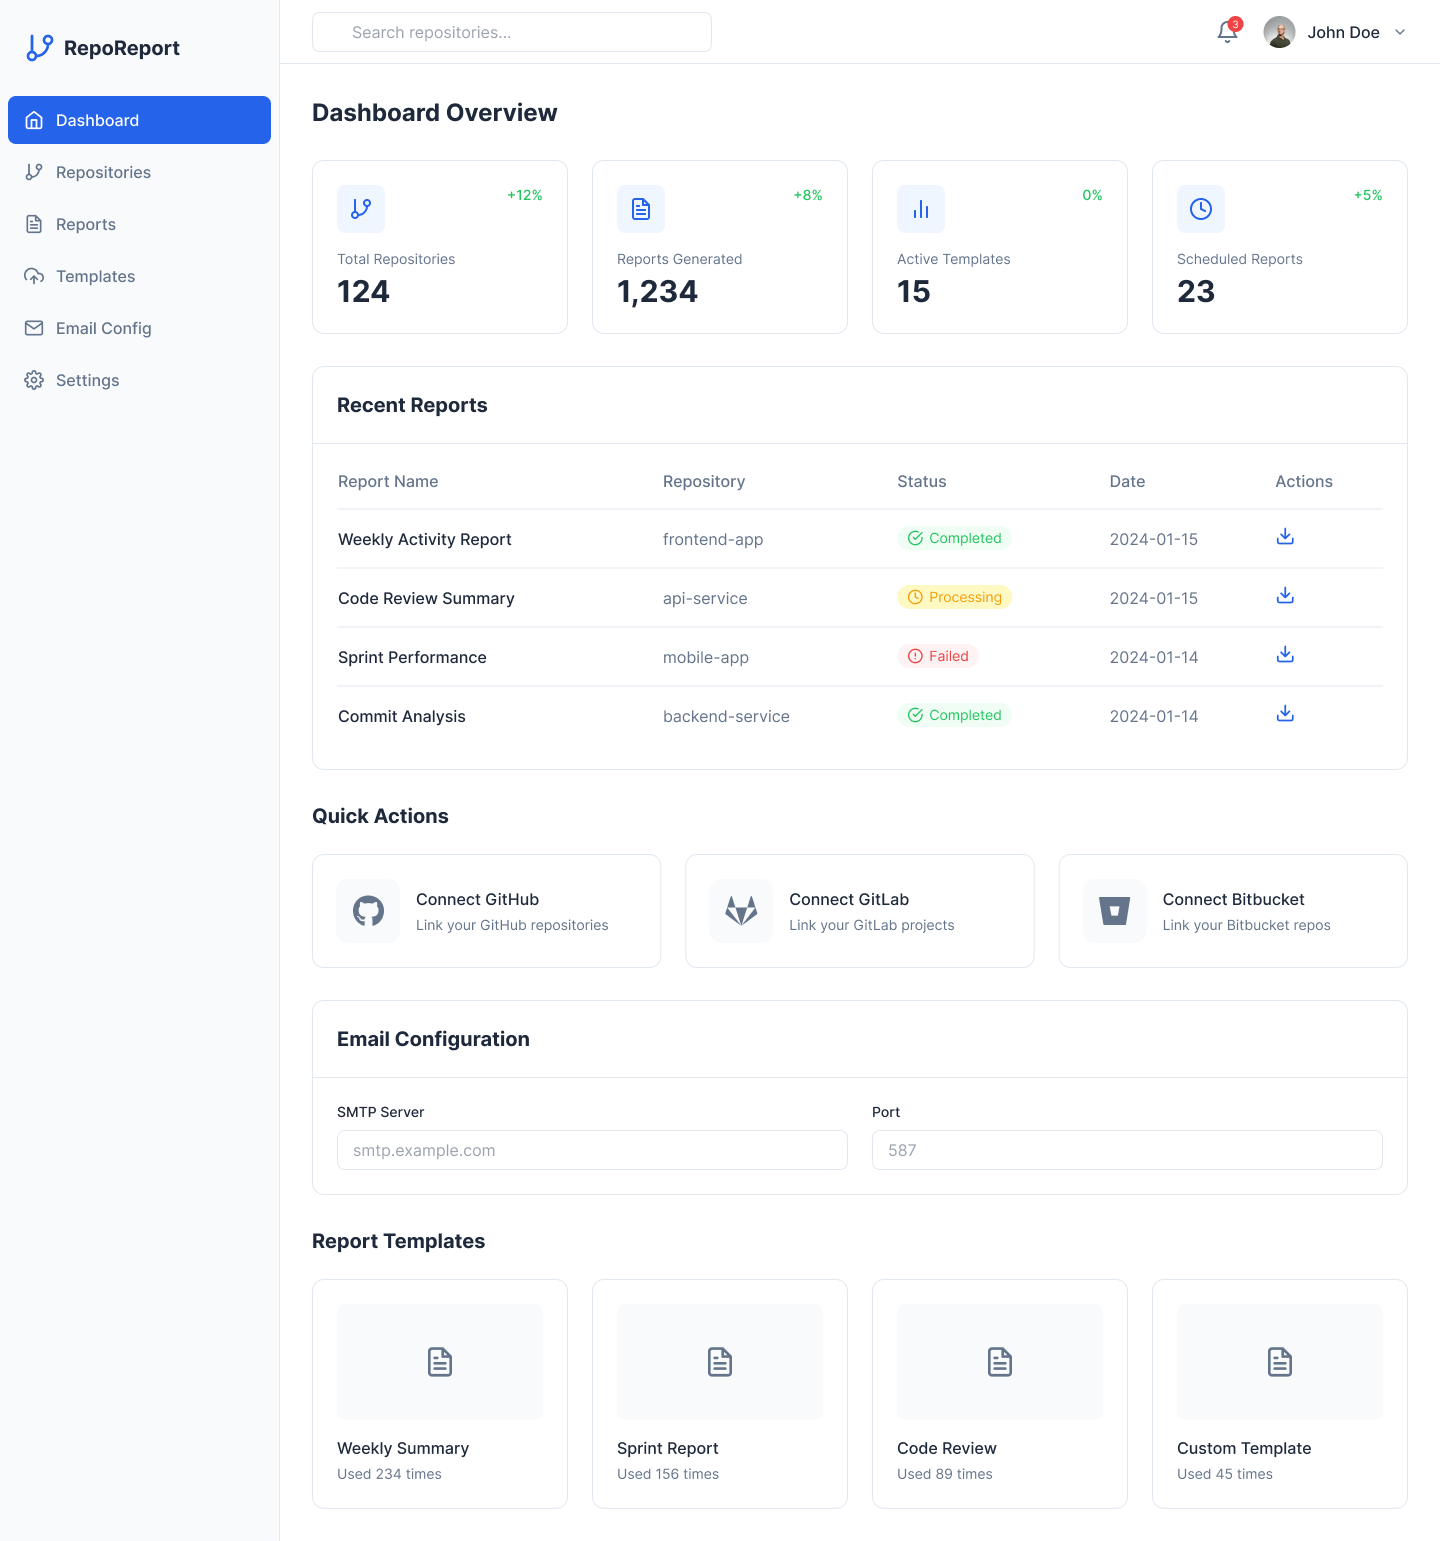 RepoReport
Dashboard
Repositories
Reports
Templates
Email Config
Settings
Search repositories...
3
John Doe
Dashboard Overview
+12%
Total Repositories
124
+8%
Reports Generated
1,234
0%
Active Templates
15
+5%
Scheduled Reports
23
Recent Reports
Report Name Repository Status Date Actions
Weekly Activity Report frontend-app Completed 2024-01-15
Code Review Summary api-service Processing 2024-01-15
Sprint Performance mobile-app Failed 2024-01-14
Commit Analysis backend-service Completed 2024-01-14
Quick Actions
Connect GitHub
Link your GitHub repositories
Connect GitLab
Link your GitLab projects
Connect Bitbucket
Link your Bitbucket repos
Email Configuration
SMTP Server
smtp.example.com
Port
587
Report Templates
Weekly Summary
Used 234 times
Sprint Report
Used 156 times
Code Review
Used 89 times
Custom Template
Used 45 times